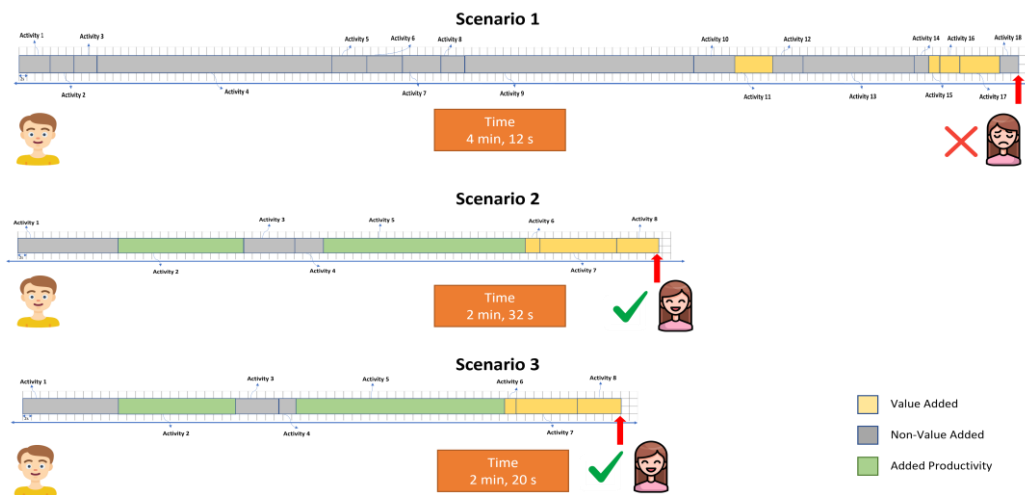 Scenario 1
Activity 1
Activity 3
Activity 5
Activity 6
Activity 8
Activity 10
Activity 12
Activity 14
Activity 16
Activity 18
Activity 2
Activity 4
Activity 7
Activity 9
Activity 11
Activity 13
Activity 15
Activity 17
Time
4 min, 12 s
Scenario 2
Activity 1
Activity 3
Activity 5
Activity 6
Activity 8
Activity 2
Activity 4
Activity 7
Time
2 min, 32 s
Scenario 3
Activity 1
Activity 3
Activity 5
Activity 6
Activity 8
Activity 2
Activity 4
Activity 7
Time
2 min, 20 s
Value Added
Non-Value Added
Added Productivity